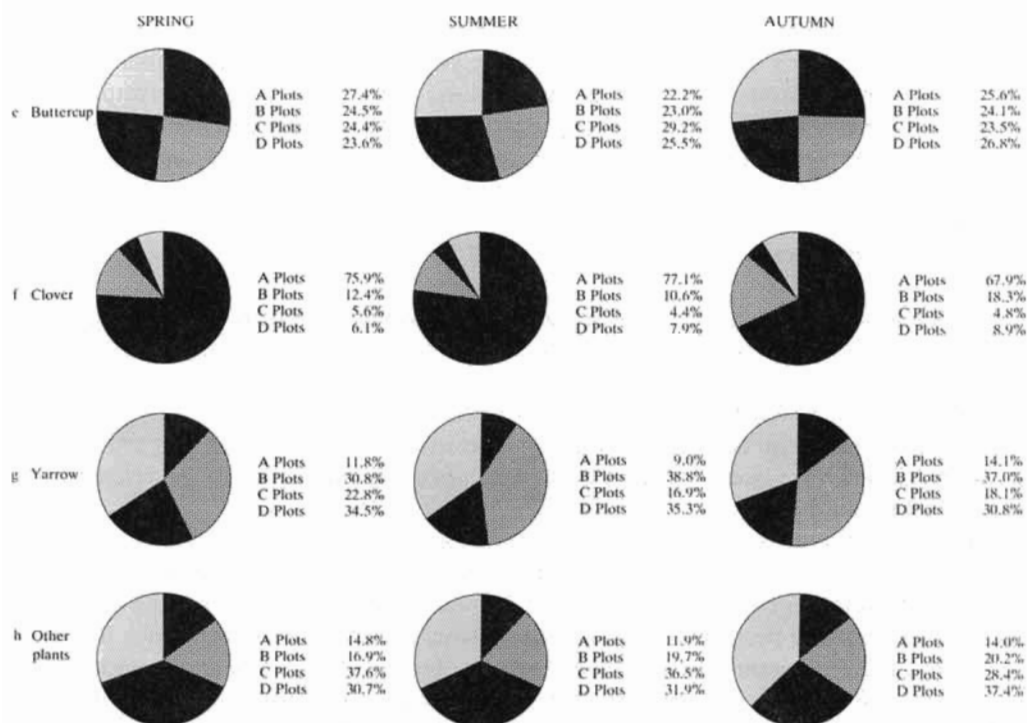 SPRING SUMMER AUTUMN
e Buttercup
A Plots 27.4%
B Plots 24.5%
C Plots 24.4%
D Plots 23.6%
A Plots 22.2%
B Plots 23.0%
C Plots 29.2%
D Plots 25.5%
A Plots 25.6%
B Plots 24.1%
C Plots 23.5%
D Plots 26.8%
f Clover
A Plots 75.9%
B Plots 12.4%
C Plots 5.6%
D Plots 6.1%
A Plots 77.1%
B Plots 10.6%
C Plots 4.4%
D Plots 7.9%
A Plots 67.9%
B Plots 18.3%
C Plots 4.8%
D Plots 8.9%
g Yarrow
A Plots 11.8%
B Plots 30.8%
C Plots 22.8%
D Plots 34.5%
A Plots 9.0%
B Plots 38.8%
C Plots 16.9%
D Plots 35.3%
A Plots 14.1%
B Plots 37.0%
C Plots 18.1%
D Plots 30.8%
h Other
plants
A Plots 14.8%
B Plots 16.9%
C Plots 37.6%
D Plots 30.7%
A Plots 11.9%
B Plots 19.7%
C Plots 36.5%
D Plots 31.9%
A Plots 14.0%
B Plots 20.2%
C Plots 28.4%
D Plots 37.4%